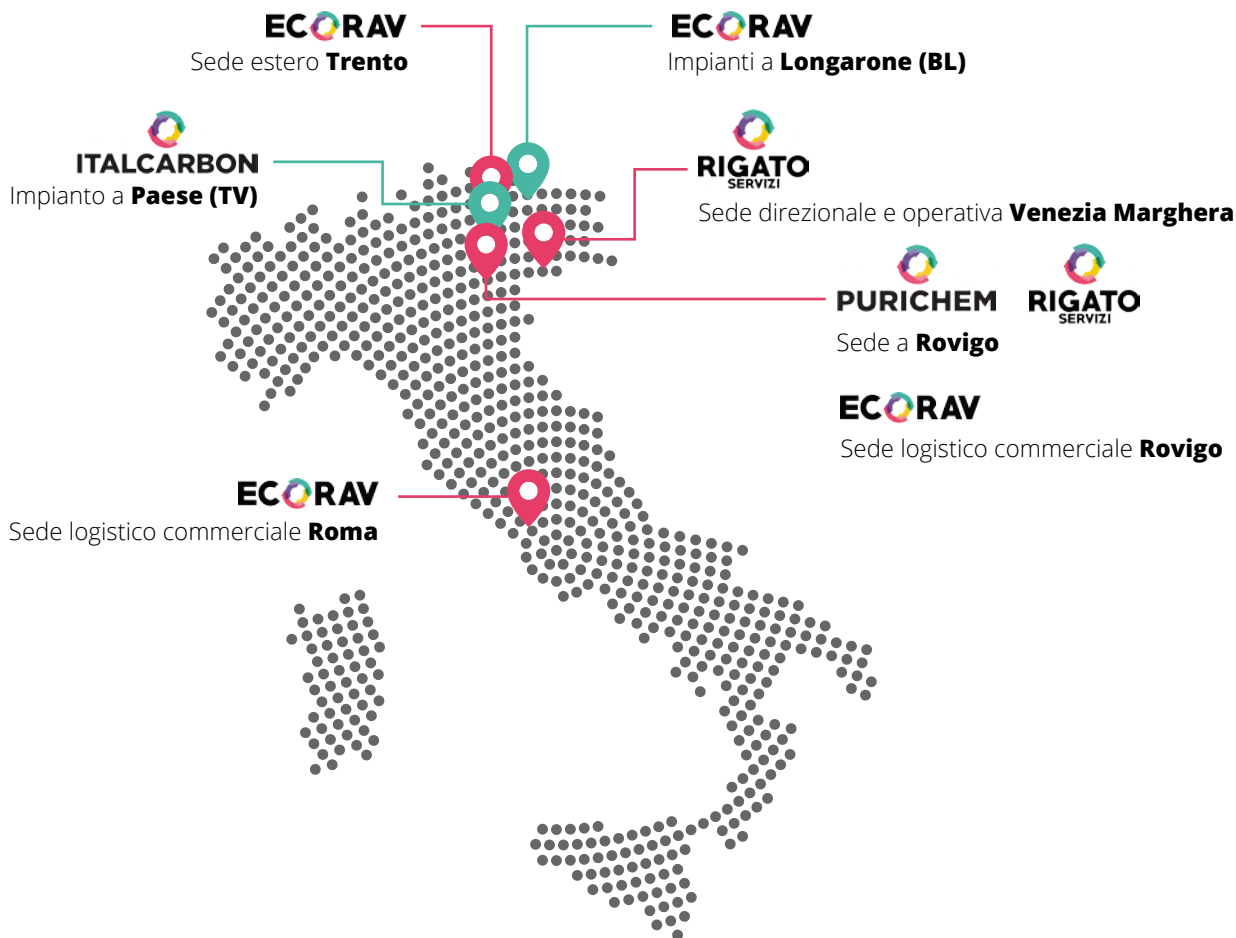 ECORAV
Sede estero Trento
ECORAV
Impianti a Longarone (BL)
ITALCARBON
Impianto a Paese (TV)
RIGATO
SERVIZI
Sede direzionale e operativa Venezia Marghera
PURICHEM
RIGATO
SERVIZI
Sede a Rovigo
ECORAV
Sede logistico commerciale Rovigo
ECORAV
Sede logistico commerciale Roma